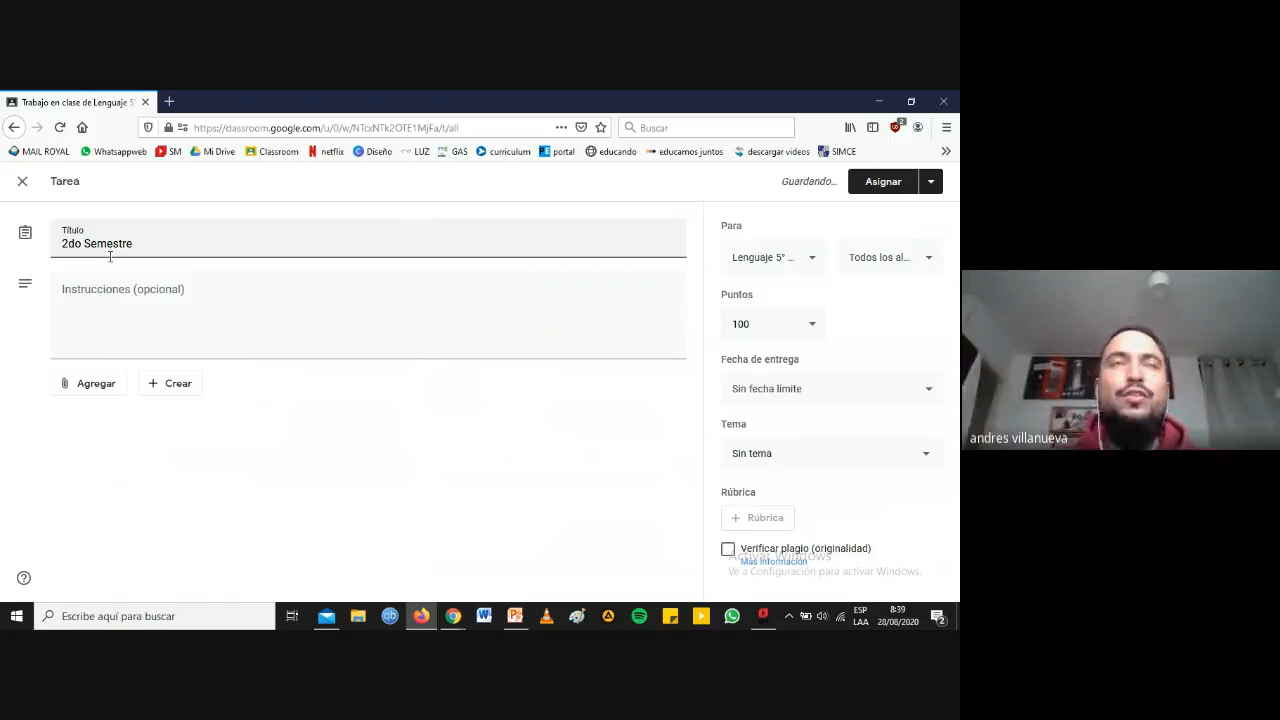 Trabajo en clase de Lenguaje 5°
https://classroom.google.com/u/0/w/NTcxNTk2OTE1MjFa/t/all
Buscar
2
MAIL ROYAL
Whatsappweb
SM
Mi Drive
Classroom
netflix
Diseño
LUZ
GAS
curriculum
portal
educando
educamos juntos
descargar videos
SIMCE
Tarea
Guardando...
Asignar
Título
2do Semestre
Instrucciones (opcional)
Agregar
Crear
Para
Lenguaje 5° ...
Todos los al...
Puntos
100
Fecha de entrega
Sin fecha límite
Tema
Sin tema
Rúbrica
+ Rúbrica
Verificar plagio (originalidad)
Más información
Activar Windows
Ve a Configuración para activar Windows.
andres villanueva
Escribe aquí para buscar
ESP
LAA
8:39
28/08/2020
2